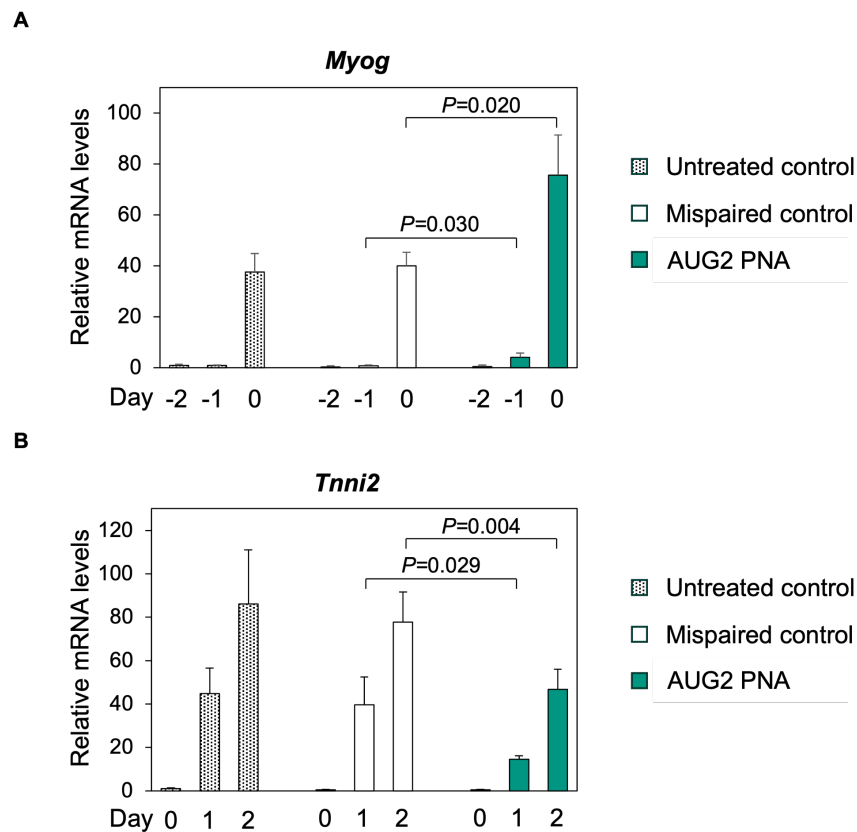 A
Myog
Relative mRNA levels
100
80
60
40
20
0
P=0.020
P=0.030
Day -2 -1 0 -2 -1 0 -2 -1 0
Untreated control
Mispaired control
AUG2 PNA
B
Tnni2
Relative mRNA levels
120
100
80
60
40
20
0
P=0.004
P=0.029
Day 0 1 2 0 1 2 0 1 2
Untreated control
Mispaired control
AUG2 PNA